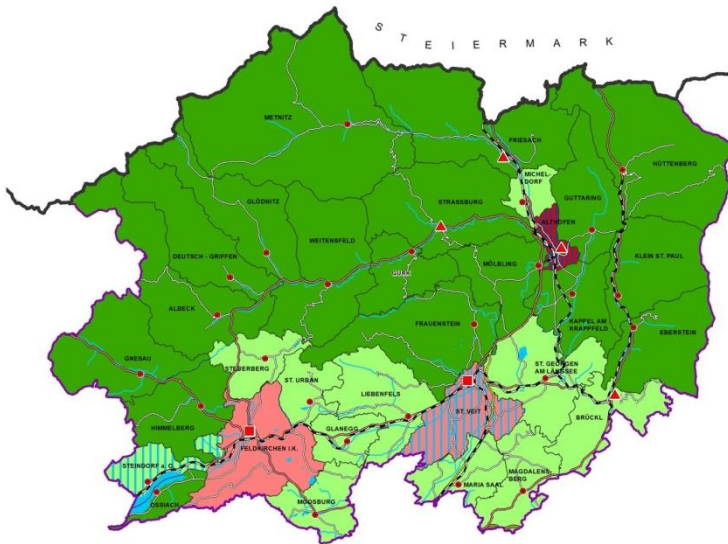 STEIERMARK
METNITZ
FRIESACH
HÜTTENBERG
MICHEL-
DORF
GUTTARING
STRASSBURG
ALTHOFEN
GLÖDNITZ
WEITENSFELD
DEUTSCH - GRIFFEN
GURK
MÖLBLING
KLEIN ST. PAUL
ALBECK
FRAUENSTEIN
KAPPEL AM
KRAPPFELD
EBERSTEIN
GNESAU
STEUERBERG
ST. URBAN
LIEBENFELS
ST. GEORGEN
AM LÄNGSEE
HIMMELBERG
ST. VEIT
BRÜCKL
GLANEGG
FELDKIRCHEN I.K.
STEINDORF a. O.
OSSIACH
MOOSBURG
MARIA SAAL
MAGDALENS-
BERG